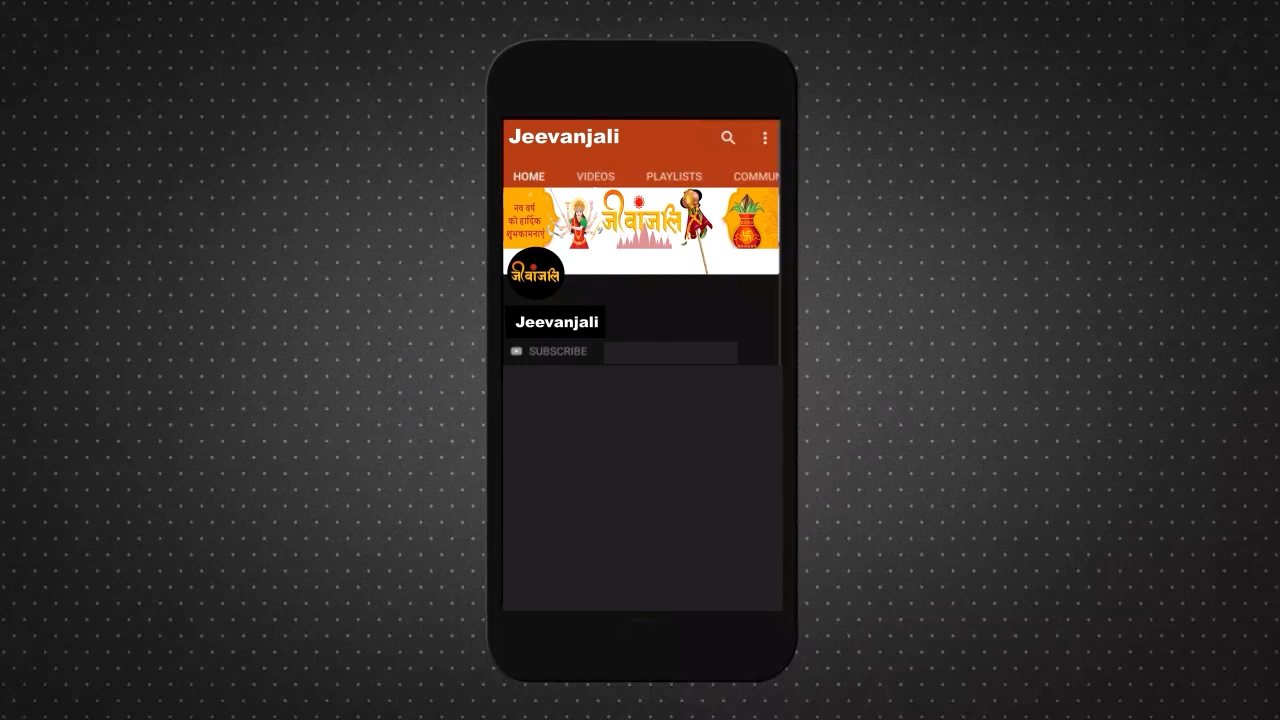 Jeevanjali
HOME VIDEOS PLAYLISTS COMMUN
नव वर्ष
की हार्दिक
शुभकामनाएं
जीवांजलि
जीवांजलि
Jeevanjali
SUBSCRIBE